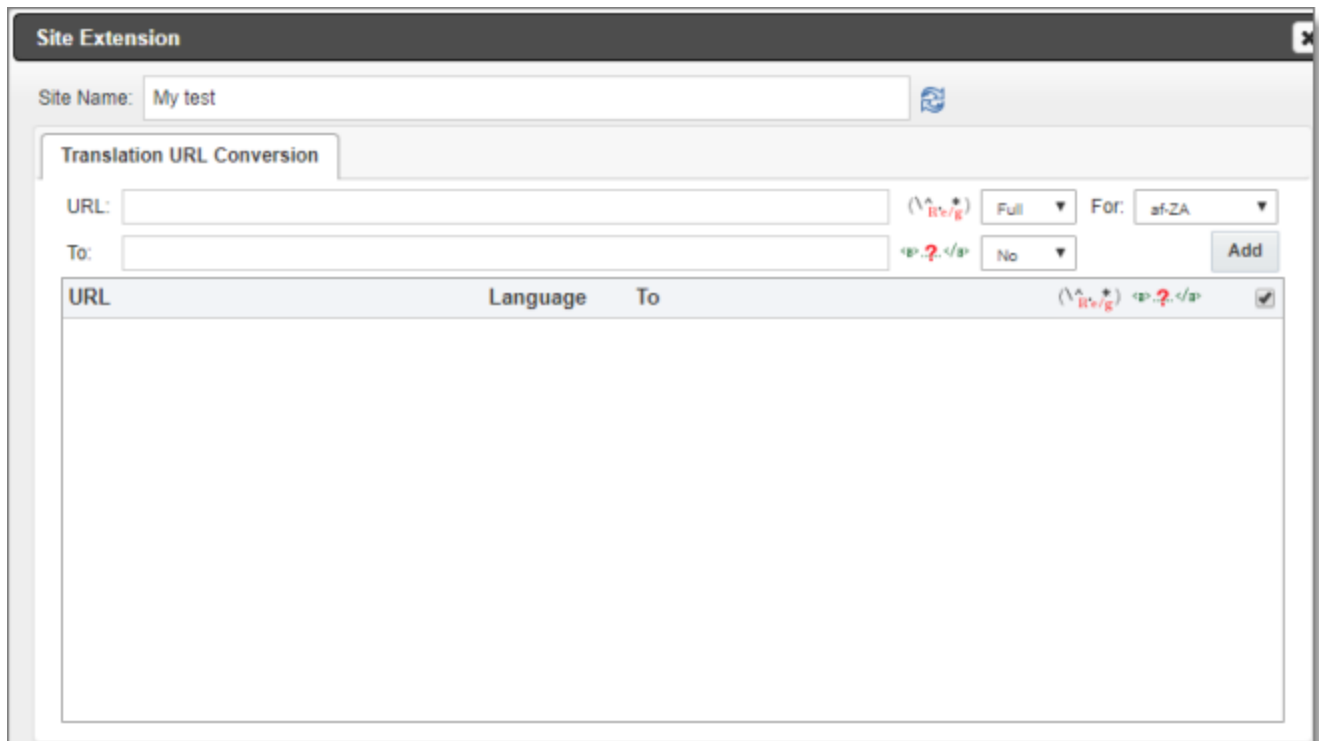 Site Extension
Site Name: My test
Translation URL Conversion
URL: Full For: af-ZA
To: No Add
URL Language To